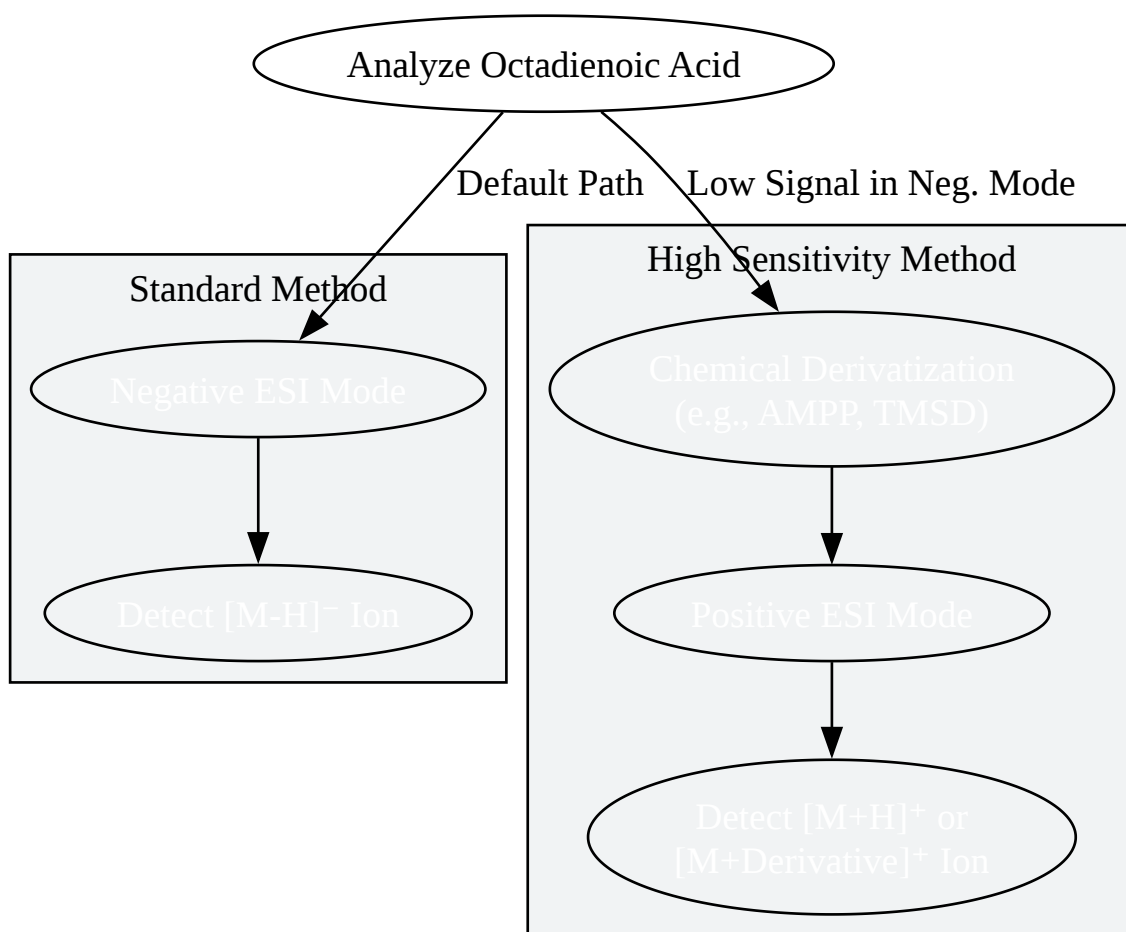 Analyze Octadienoic Acid
Default Path
Low Signal in Neg. Mode
Standard Method
Negative ESI Mode
Detect [M-H]⁻ Ion
High Sensitivity Method
Chemical Derivatization
(e.g., AMPP, TMSD)
Positive ESI Mode
Detect [M+H]⁺ or
[M+Derivative]⁺ Ion